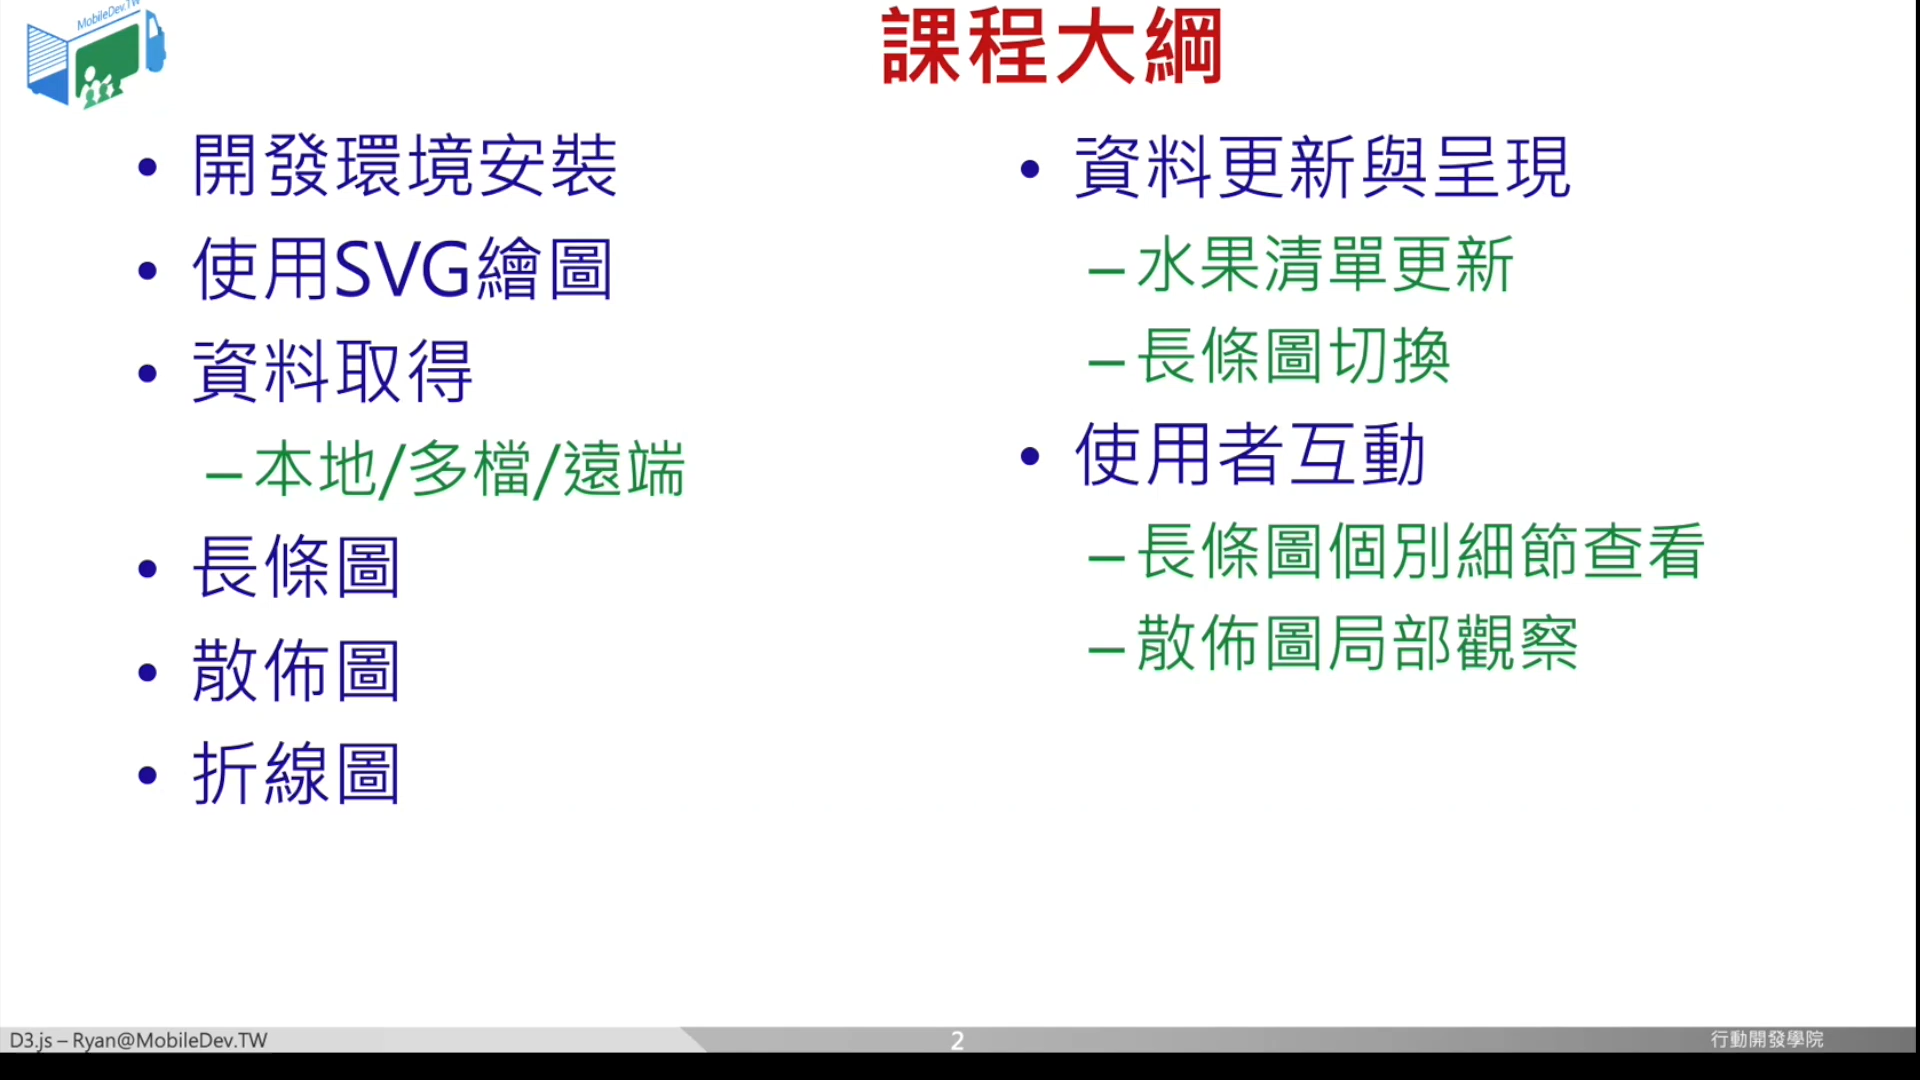 MobileDev.TW
課程大綱
• 開發環境安裝
• 使用SVG繪圖
• 資料取得
– 本地/多檔/遠端
• 長條圖
• 散佈圖
• 折線圖
• 資料更新與呈現
– 水果清單更新
– 長條圖切換
• 使用者互動
– 長條圖個別細節查看
– 散佈圖局部觀察
D3.js – Ryan@MobileDev.TW
2
行動開發學院